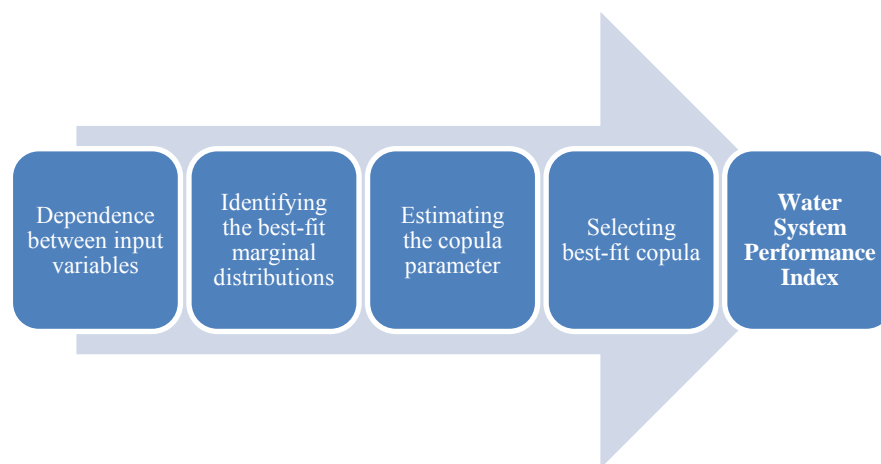 Dependence
between input
variables
Identifying
the best-fit
marginal
distributions
Estimating
the copula
parameter
Selecting
best-fit copula
Water
System
Performance
Index